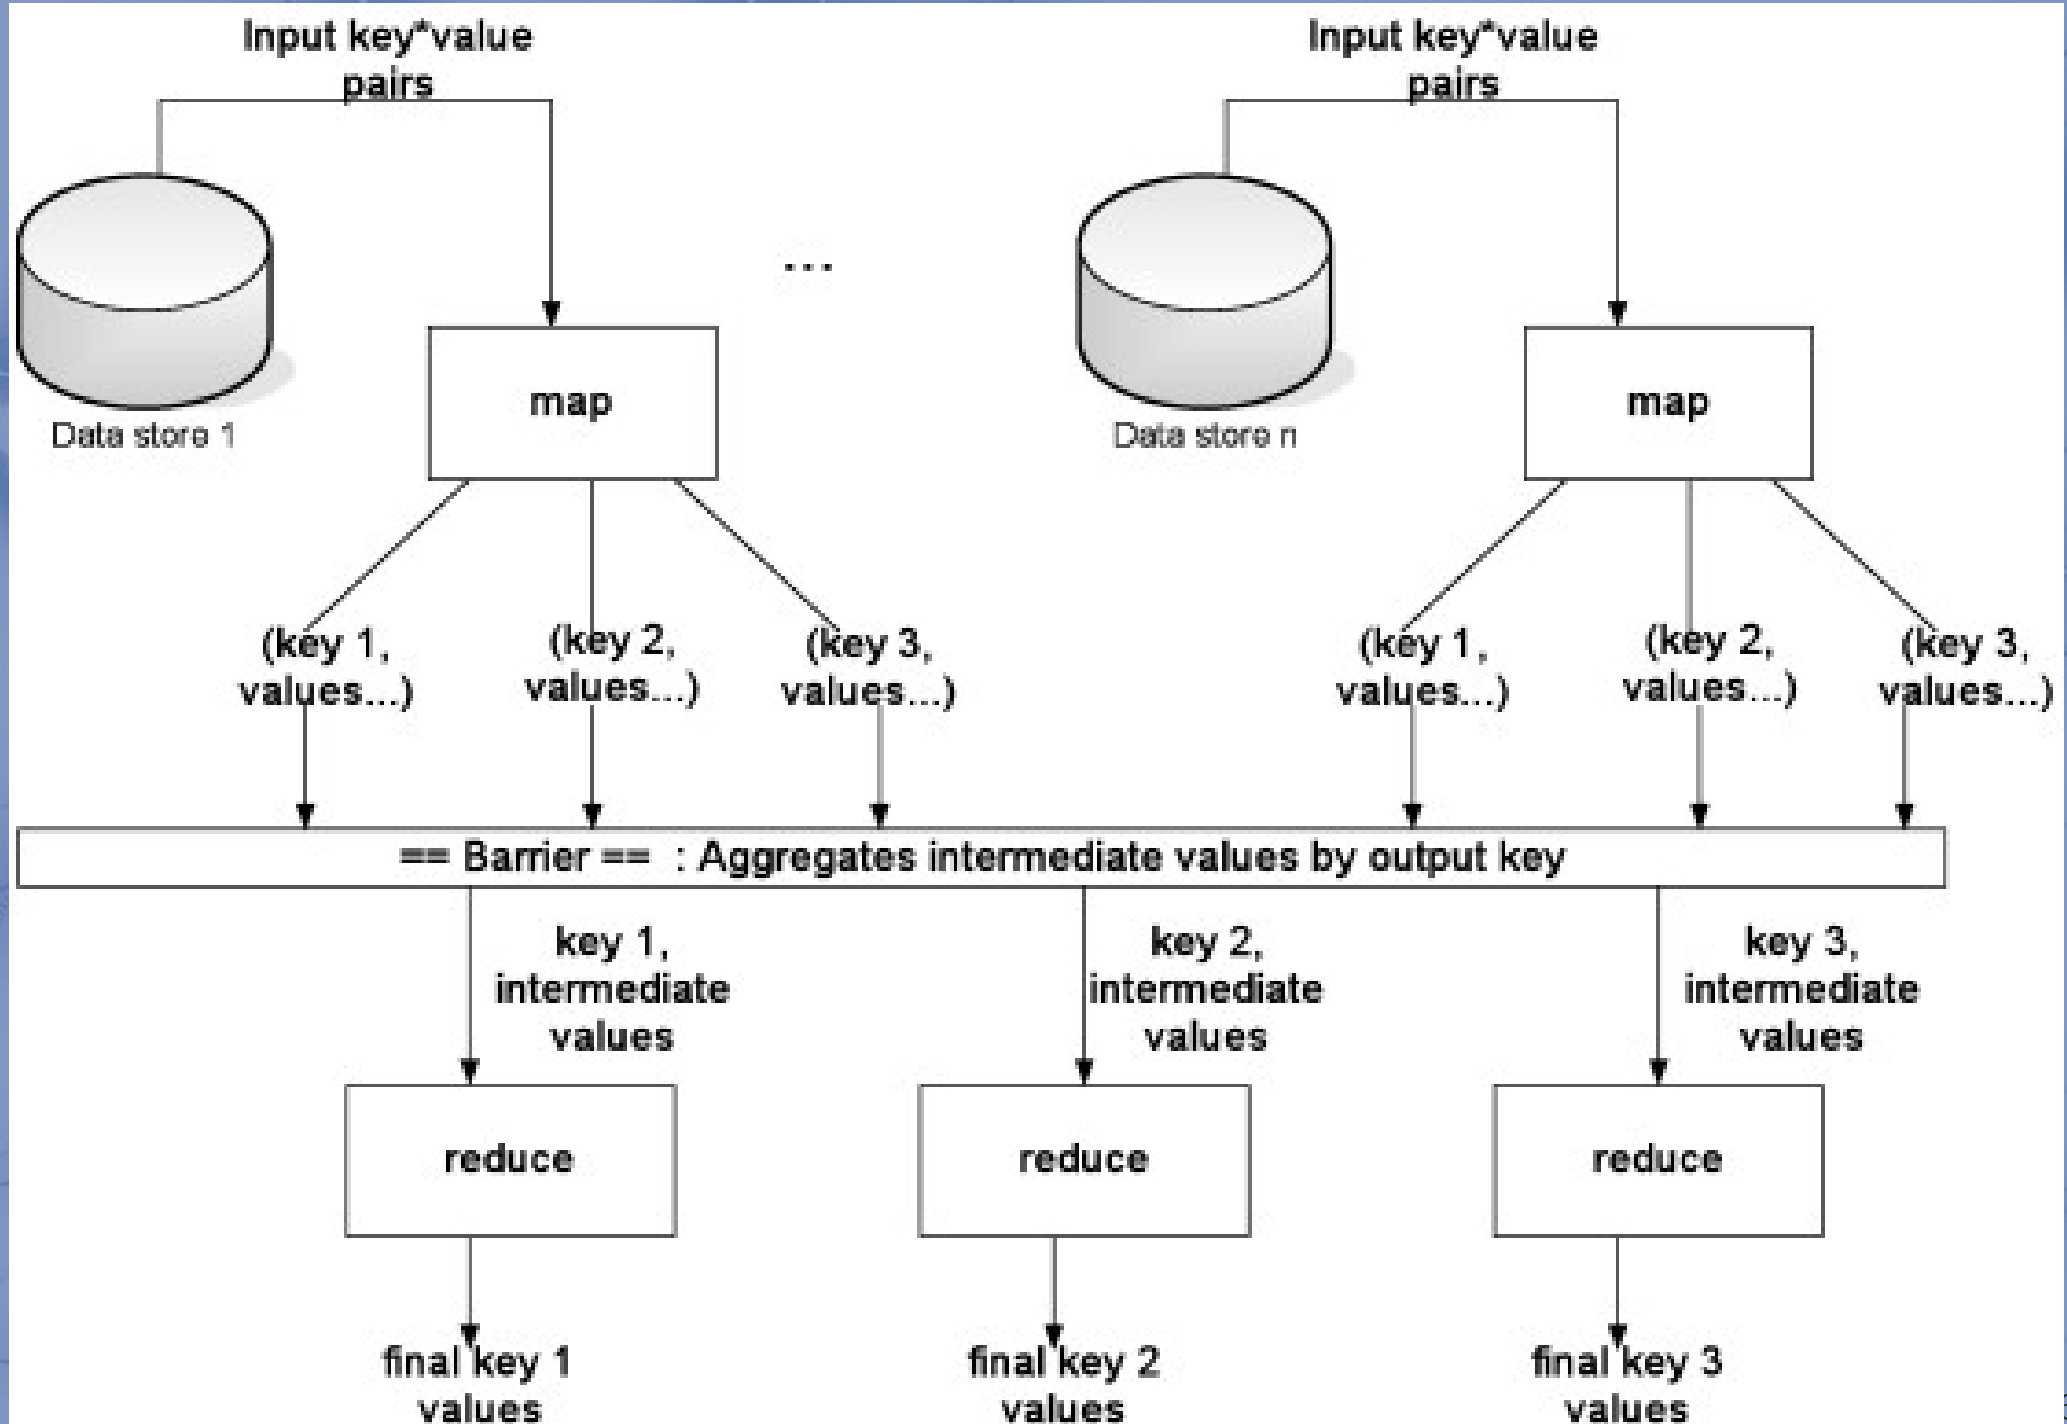 Input key*value
pairs
Input key*value
pairs
...
Data store 1
map
Data store n
map
(key 1,
values...)
(key 2,
values...)
(key 3,
values...)
(key 1,
values...)
(key 2,
values...)
(key 3,
values...)
== Barrier == : Aggregates intermediate values by output key
key 1,
intermediate
values
key 2,
intermediate
values
key 3,
intermediate
values
reduce
reduce
reduce
final key 1
values
final key 2
values
final key 3
values